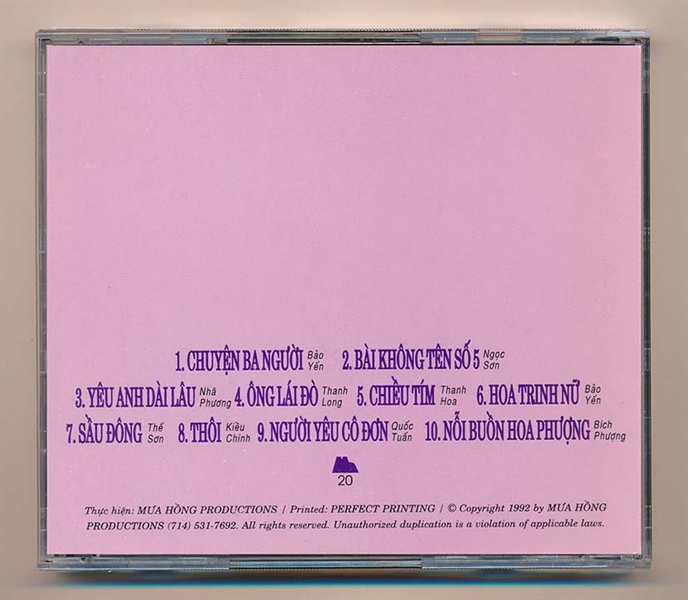 1. CHUYỆN BA NGƯỜI Bảo Yến 2. BÀI KHÔNG TÊN SỐ 5 Ngọc Sơn
3. YÊU ANH DÀI LÂU Nhã Phương 4. ÔNG LÁI ĐÒ Thanh Long 5. CHIỀU TÍM Thanh Hoa 6. HOA TRINH NỮ Bảo Yến
7. SẦU ĐÔNG Thế Sơn 8. THÔI Kiều Chinh 9. NGƯỜI YÊU CÔ ĐƠN Quốc Tuấn 10. NỖI BUỒN HOA PHƯỢNG Bích Phượng
20
Thực hiện: MƯA HỒNG PRODUCTIONS / Printed: PERFECT PRINTING / © Copyright 1992 by MƯA HỒNG
PRODUCTIONS (714) 531-7692. All rights reserved. Unauthorized duplication is a violation of applicable laws.